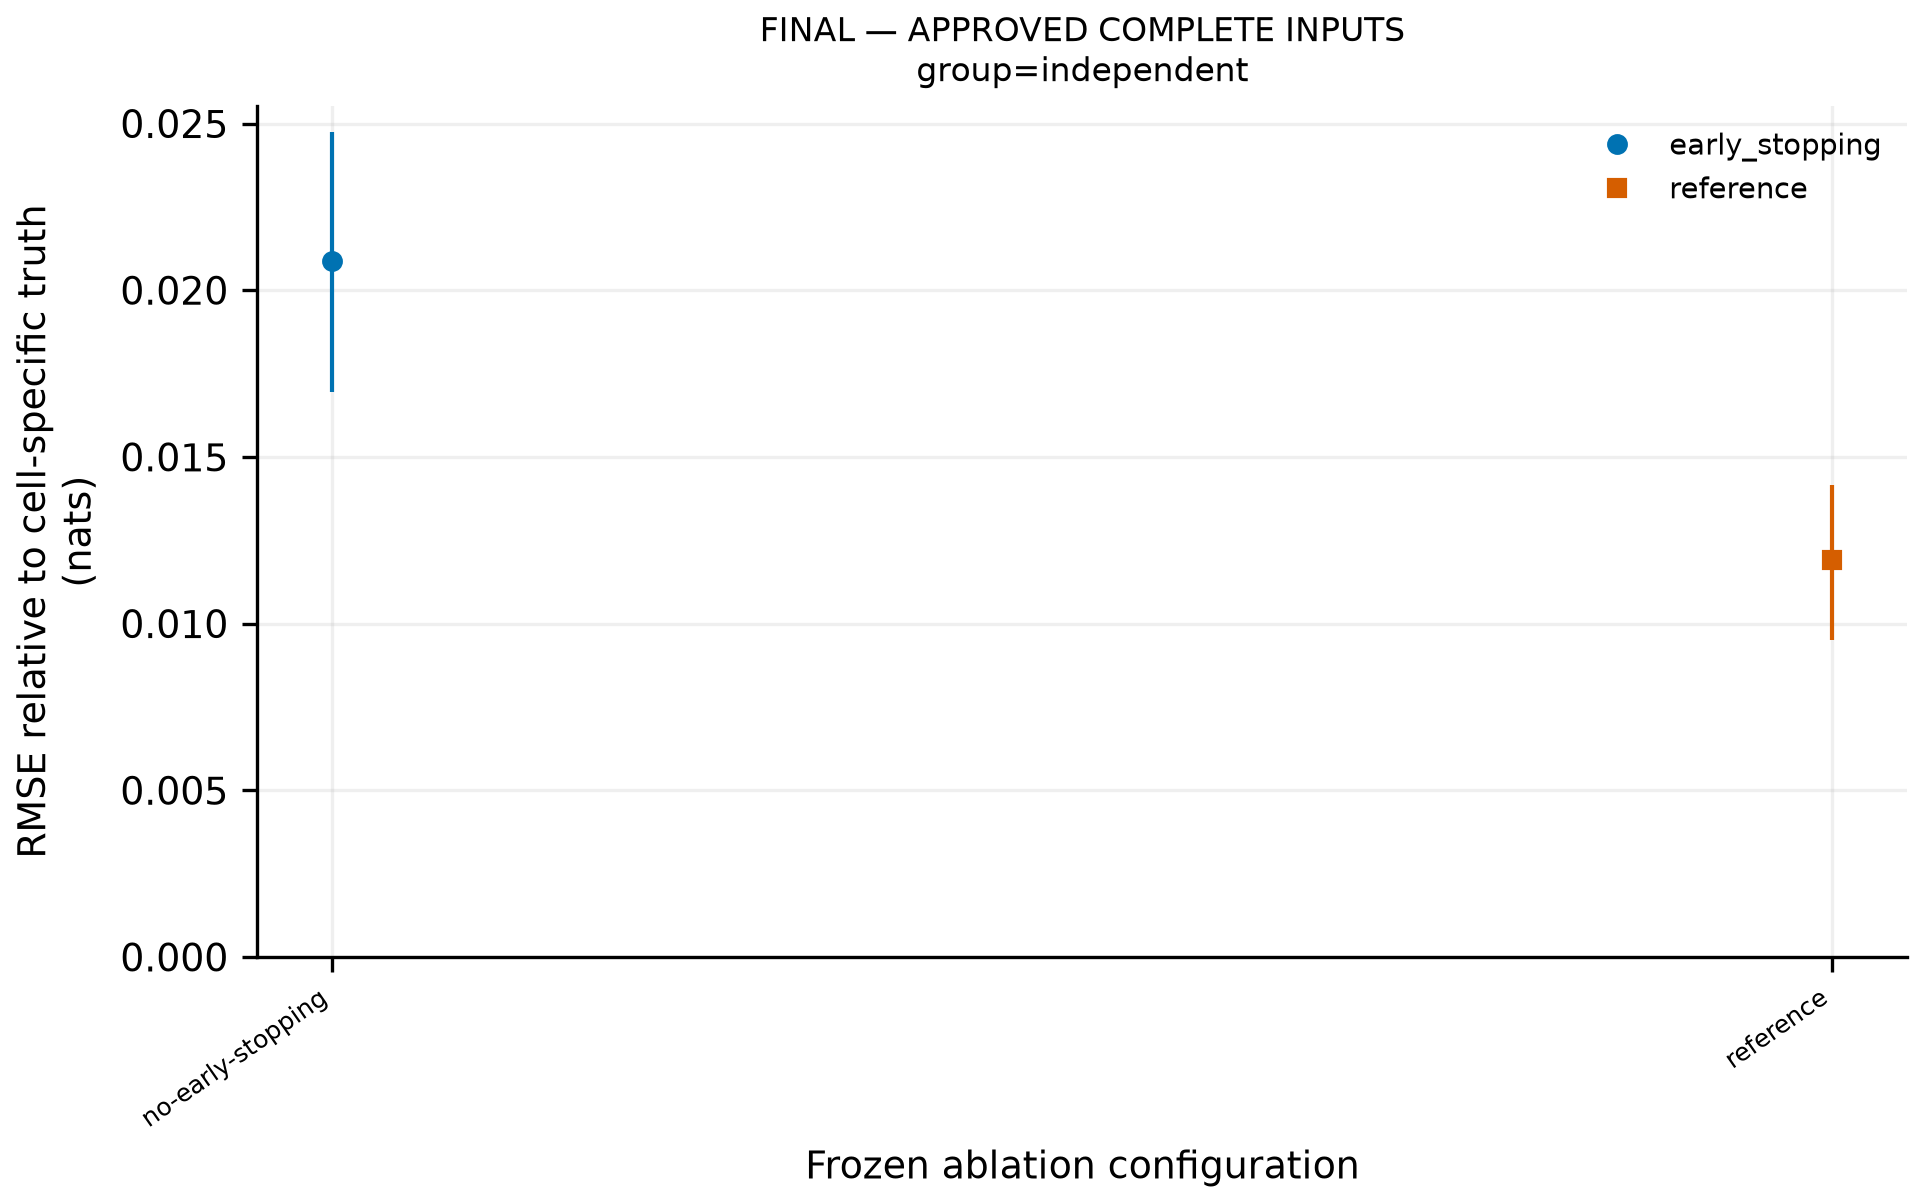 FINAL — APPROVED COMPLETE INPUTS
group=independent
early_stopping
reference
RMSE relative to cell-specific truth
(nats)
0.025
0.020
0.015
0.010
0.005
0.000
no-early-stopping
reference
Frozen ablation configuration